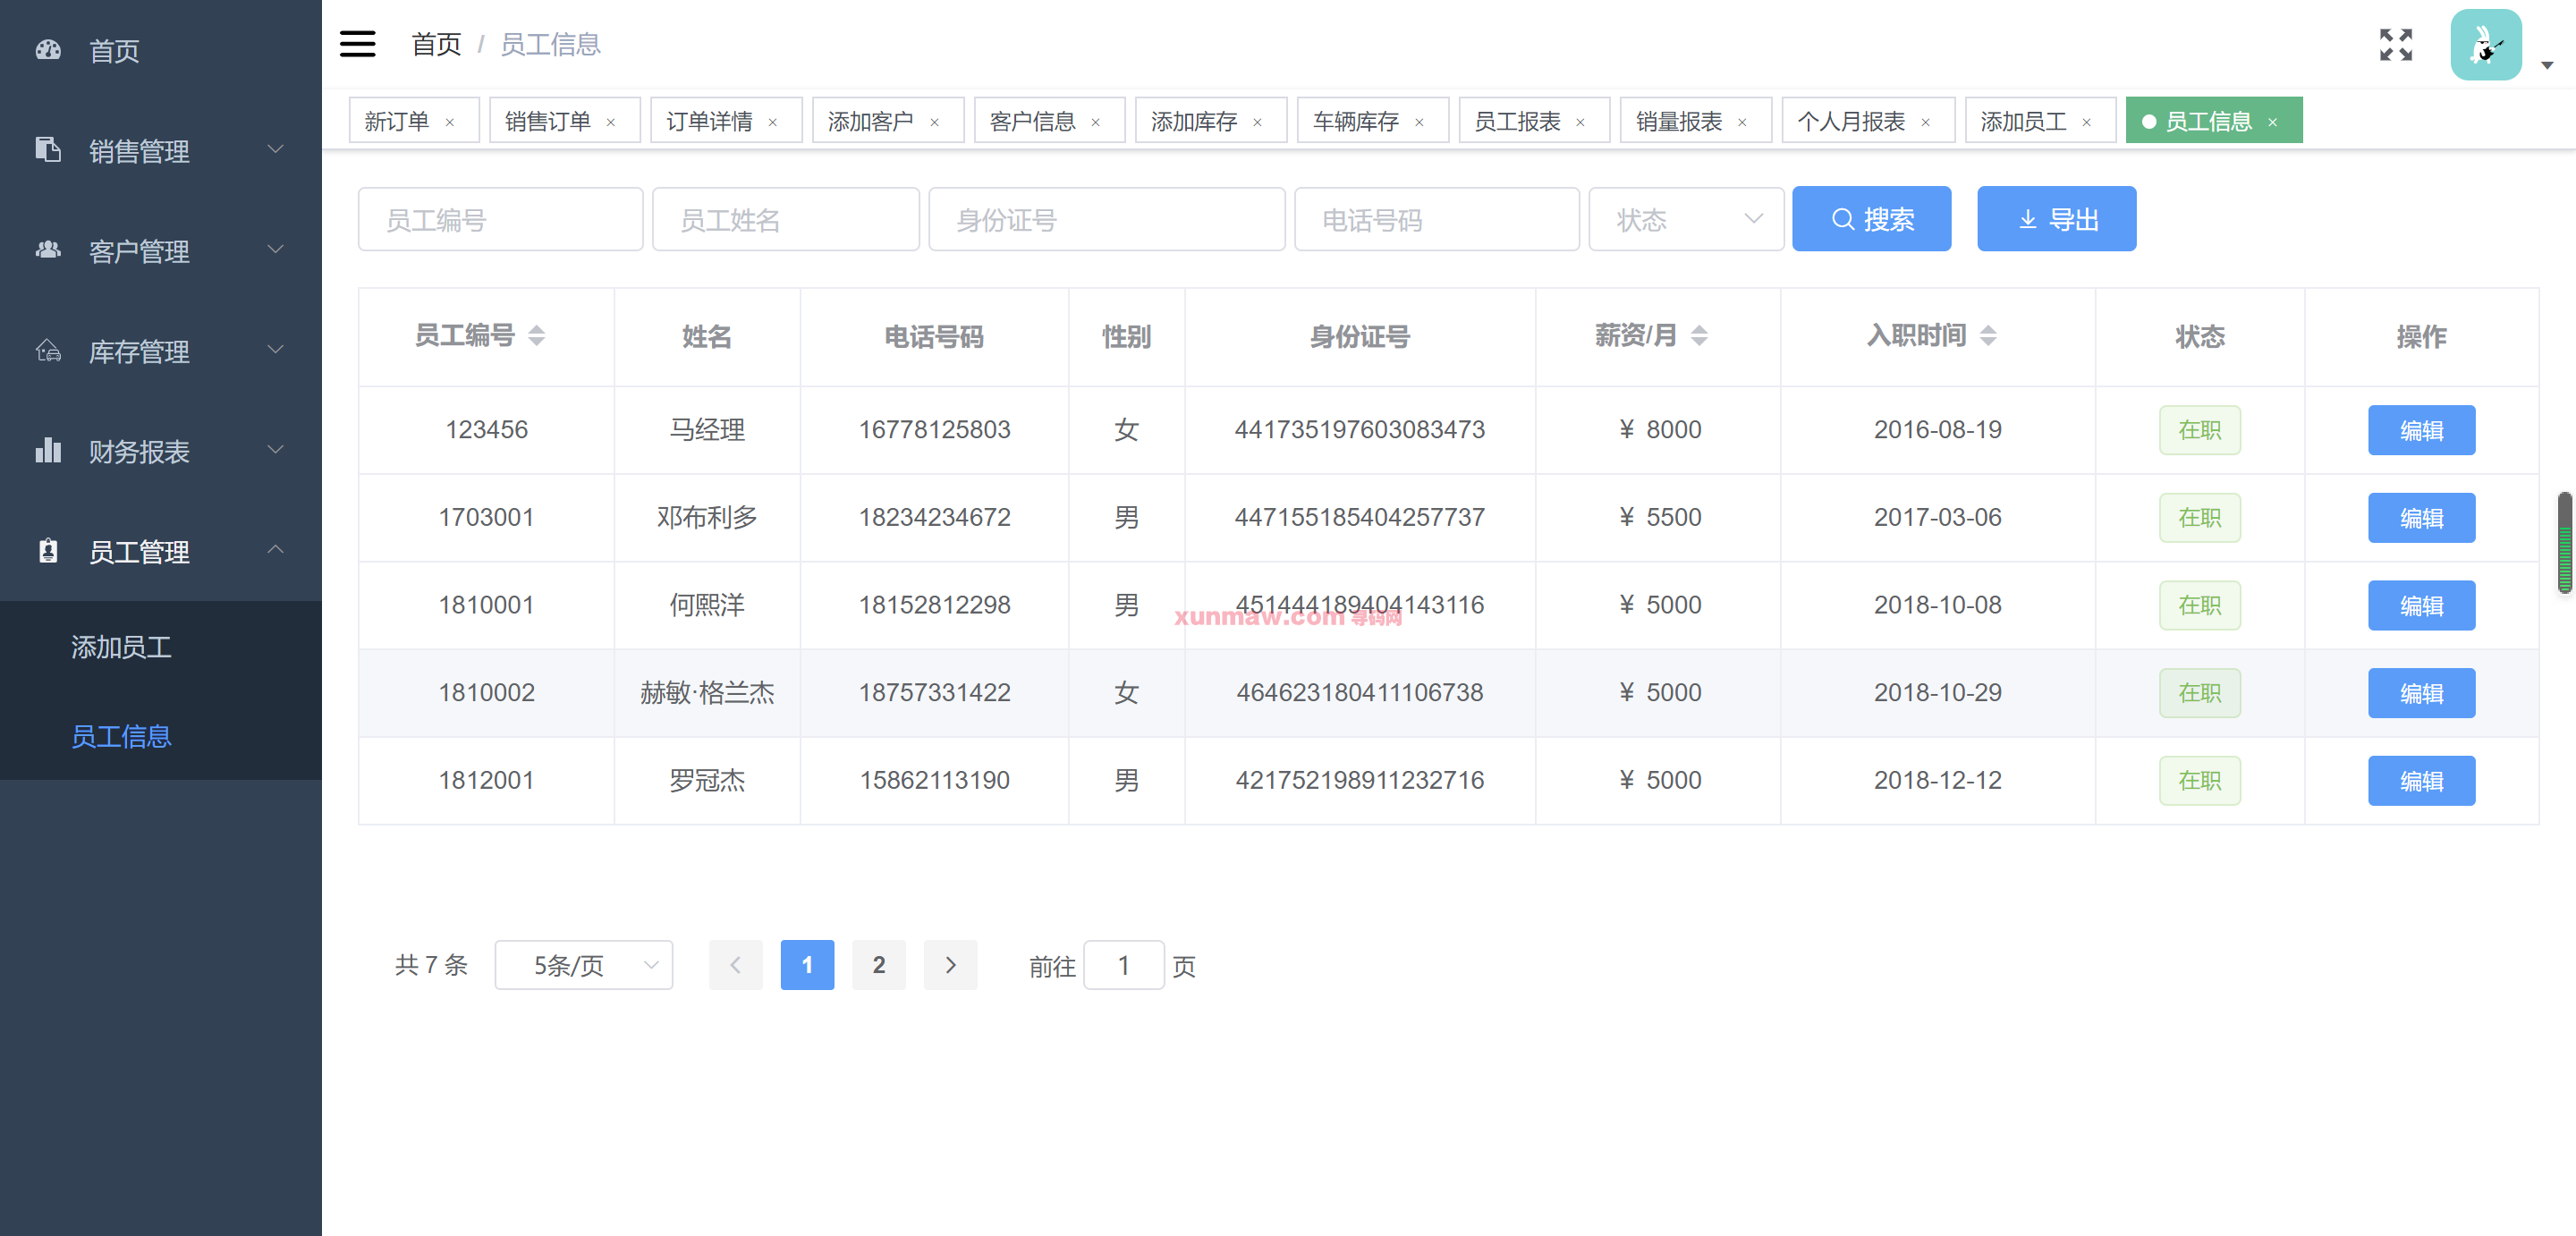 首页
销售管理
客户管理
库存管理
财务报表
员工管理
添加员工
员工信息
首页 / 员工信息
新订单 × 销售订单 × 订单详情 × 添加客户 × 客户信息 × 添加库存 × 车辆库存 × 员工报表 × 销量报表 × 个人月报表 × 添加员工 × 员工信息 ×
员工编号 员工姓名 身份证号 电话号码 状态 搜索 导出
员工编号 姓名 电话号码 性别 身份证号 薪资/月 入职时间 状态 操作
123456 马经理 16778125803 女 441735197603083473 ¥ 8000 2016-08-19 在职 编辑
1703001 邓布利多 18234234672 男 447155185404257737 ¥ 5500 2017-03-06 在职 编辑
1810001 何熙洋 18152812298 男 451444189404143116 ¥ 5000 2018-10-08 在职 编辑
xunmaw.com 寻码网
1810002 赫敏·格兰杰 18757331422 女 464623180411106738 ¥ 5000 2018-10-29 在职 编辑
1812001 罗冠杰 15862113190 男 421752198911232716 ¥ 5000 2018-12-12 在职 编辑
共 7 条 5条/页 1 2 前往 1 页